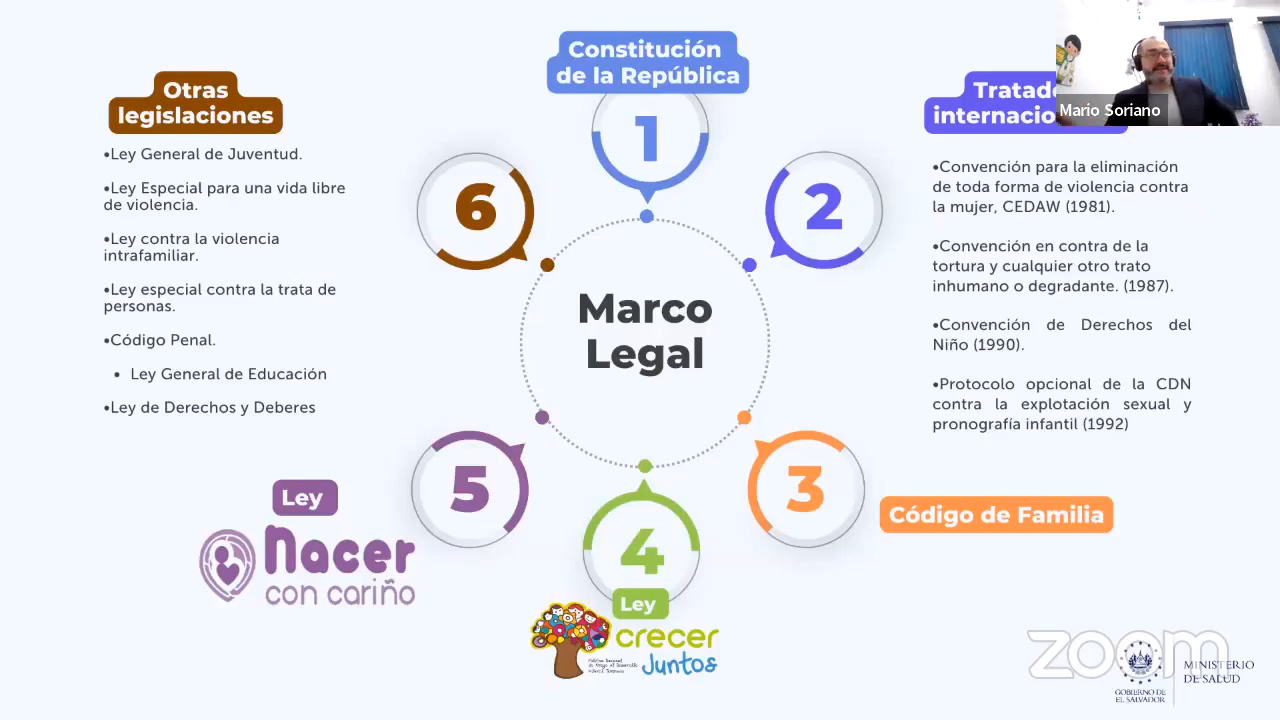 Constitución
de la República
1
Otras
legislaciones
•Ley General de Juventud.
•Ley Especial para una vida libre
de violencia.
•Ley contra la violencia
intrafamiliar.
•Ley especial contra la trata de
personas.
•Código Penal.
• Ley General de Educación
•Ley de Derechos y Deberes
6
2
Mario Soriano
•Convención para la eliminación
de toda forma de violencia contra
la mujer, CEDAW (1981).
•Convención en contra de la
tortura y cualquier otro trato
inhumano o degradante. (1987).
•Convención de Derechos del
Niño (1990).
•Protocolo opcional de la CDN
contra la explotación sexual y
pronografía infantil (1992)
Marco
Legal
5
3
Código de Familia
Ley
Nacer
con cariño
4
Ley
crecer
Juntos
zoom
MINISTERIO
DE SALUD
GOBIERNO DE
EL SALVADOR